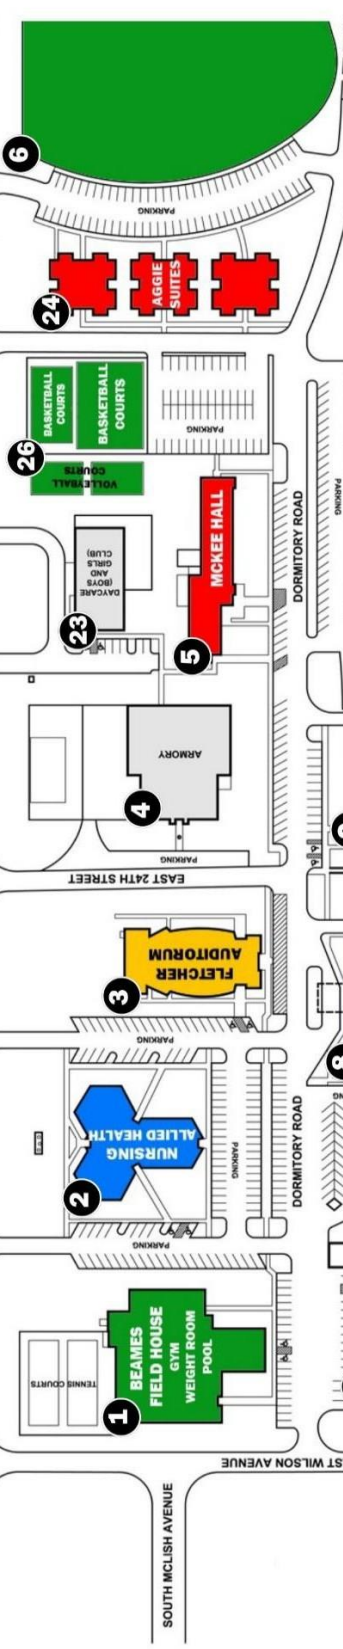 6
PARKING
24
AGGIE
SUITES
BASKETBALL
COURTS
BASKETBALL
COURTS
PARKING
26
VOLLEYBALL
COURTS
PARKING
MCKEE HALL
DORMITORY ROAD
DAYCARE
(BOYS
AND
GIRLS
CLUB)
23
5
ARMORY
4
PARKING
EAST 24TH STREET
FLETCHER
AUDITORIUM
3
PARKING
8
NURSING
ALLIED HEALTH
2
PARKING
DORMITORY ROAD
PARKING
BEAMES
FIELD HOUSE
GYM
WEIGHT ROOM
POOL
TENNIS COURTS
1
ST WILSON AVENUE
SOUTH MCLISH AVENUE